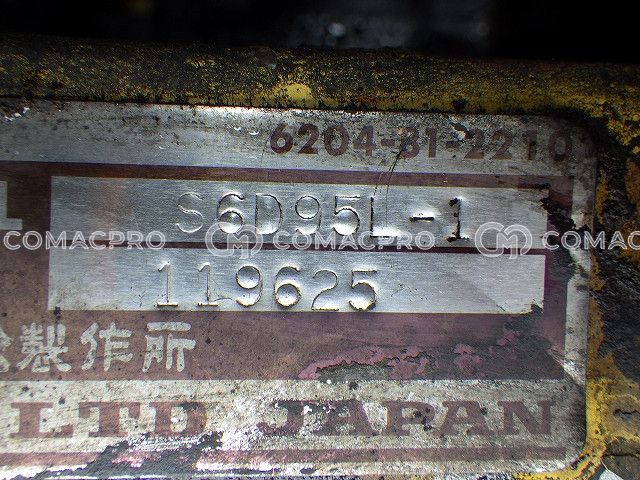 6204-81-2210
L S6D95L-1
COMACPRO COMACPRO COMACPRO
119625
製作所
LTD JAPAN